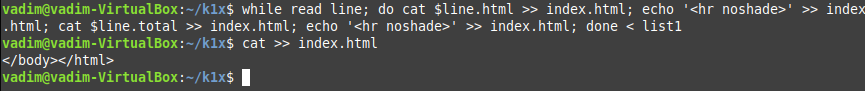 vadim@vadim-VirtualBox:~/k1x$ while read line; do cat $line.html >> index.html; echo '<hr noshade>' >> index
.html; cat $line.total >> index.html; echo '<hr noshade>' >> index.html; done < list1
vadim@vadim-VirtualBox:~/k1x$ cat >> index.html
</body></html>
vadim@vadim-VirtualBox:~/k1x$